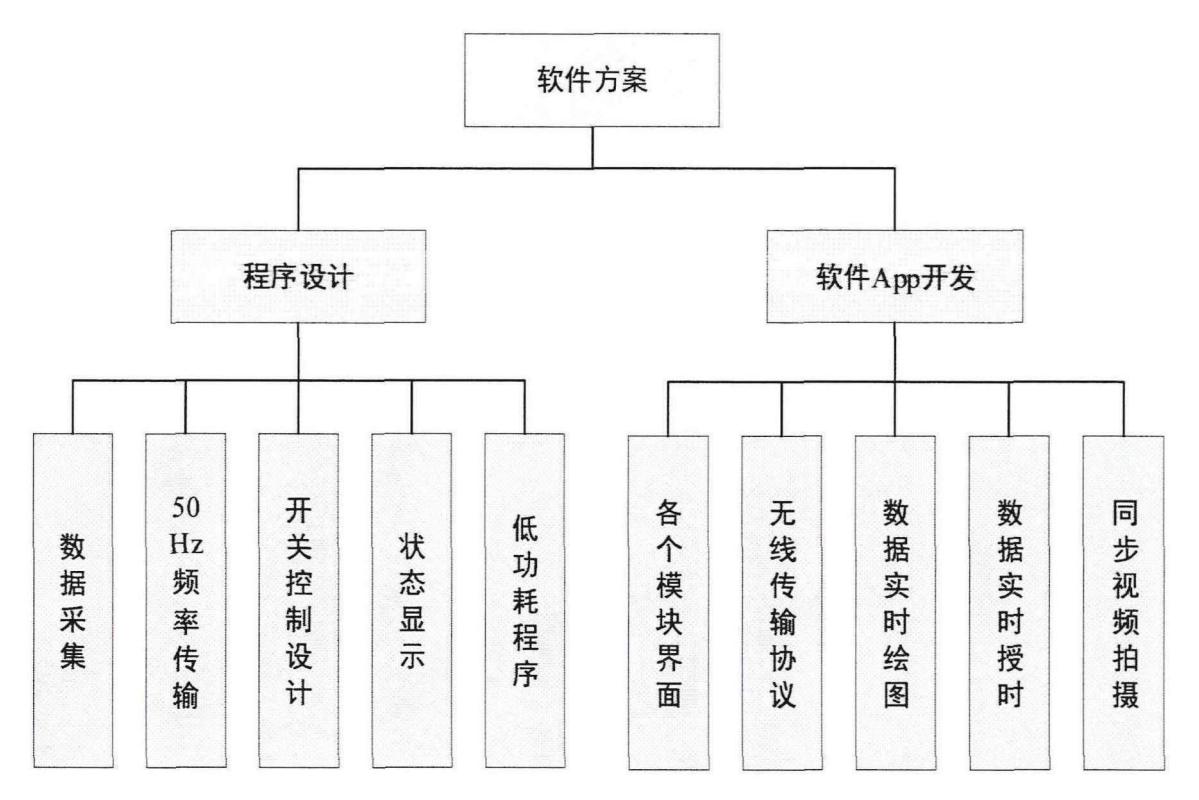 软件方案
程序设计
软件App开发
数据采集
50
Hz
频率传输
开关控制设计
状态显示
低功耗程序
各个模块界面
无线传输协议
数据实时绘图
数据实时授时
同步视频拍摄